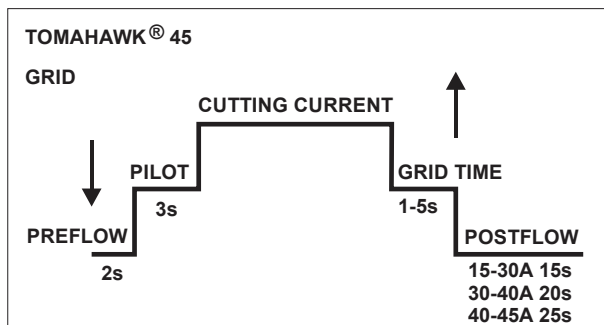 TOMAHAWK® 45
GRID
CUTTING CURRENT
PILOT
GRID TIME
3s
1-5s
PREFLOW
POSTFLOW
2s
15-30A 15s
30-40A 20s
40-45A 25s